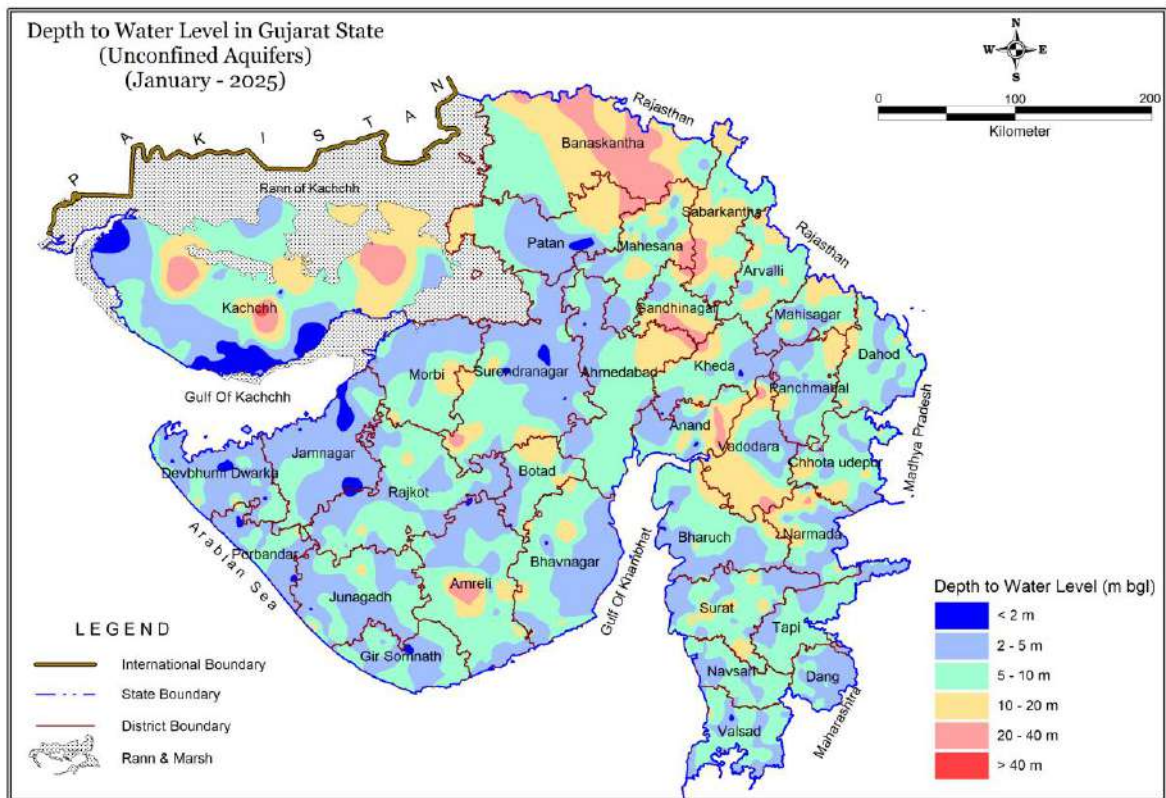 Depth to Water Level in Gujarat State
(Unconfined Aquifers)
(January - 2025)
N
W E
S
0 100 200
Kilometer
PAKISTAN
Rajasthan
Banaskantha
Rann of Kachchh
Sabarkantha
Patan
Mahesana
Rajasthan
Arvalli
Kachchh
Gandhinagar
Mahisagar
Dahod
Morbi
Surendranagar
Ahmedabad
Kheda
Panchmahal
Gulf Of Kachchh
Anand
Vadodara
Madhya Pradesh
Devbhumi Dwarka
Jamnagar
Rajkot
Botad
Chhota udepur
Arabian Sea
Porbandar
Bhavnagar
Gulf Of Khambhat
Bharuch
Narmada
Junagadh
Amreli
Surat
Tapi
Gir Somnath
Navsari
Dang
Maharashtra
Valsad
LEGEND
International Boundary
State Boundary
District Boundary
Rann & Marsh
Depth to Water Level (m bgl)
< 2 m
2 - 5 m
5 - 10 m
10 - 20 m
20 - 40 m
> 40 m